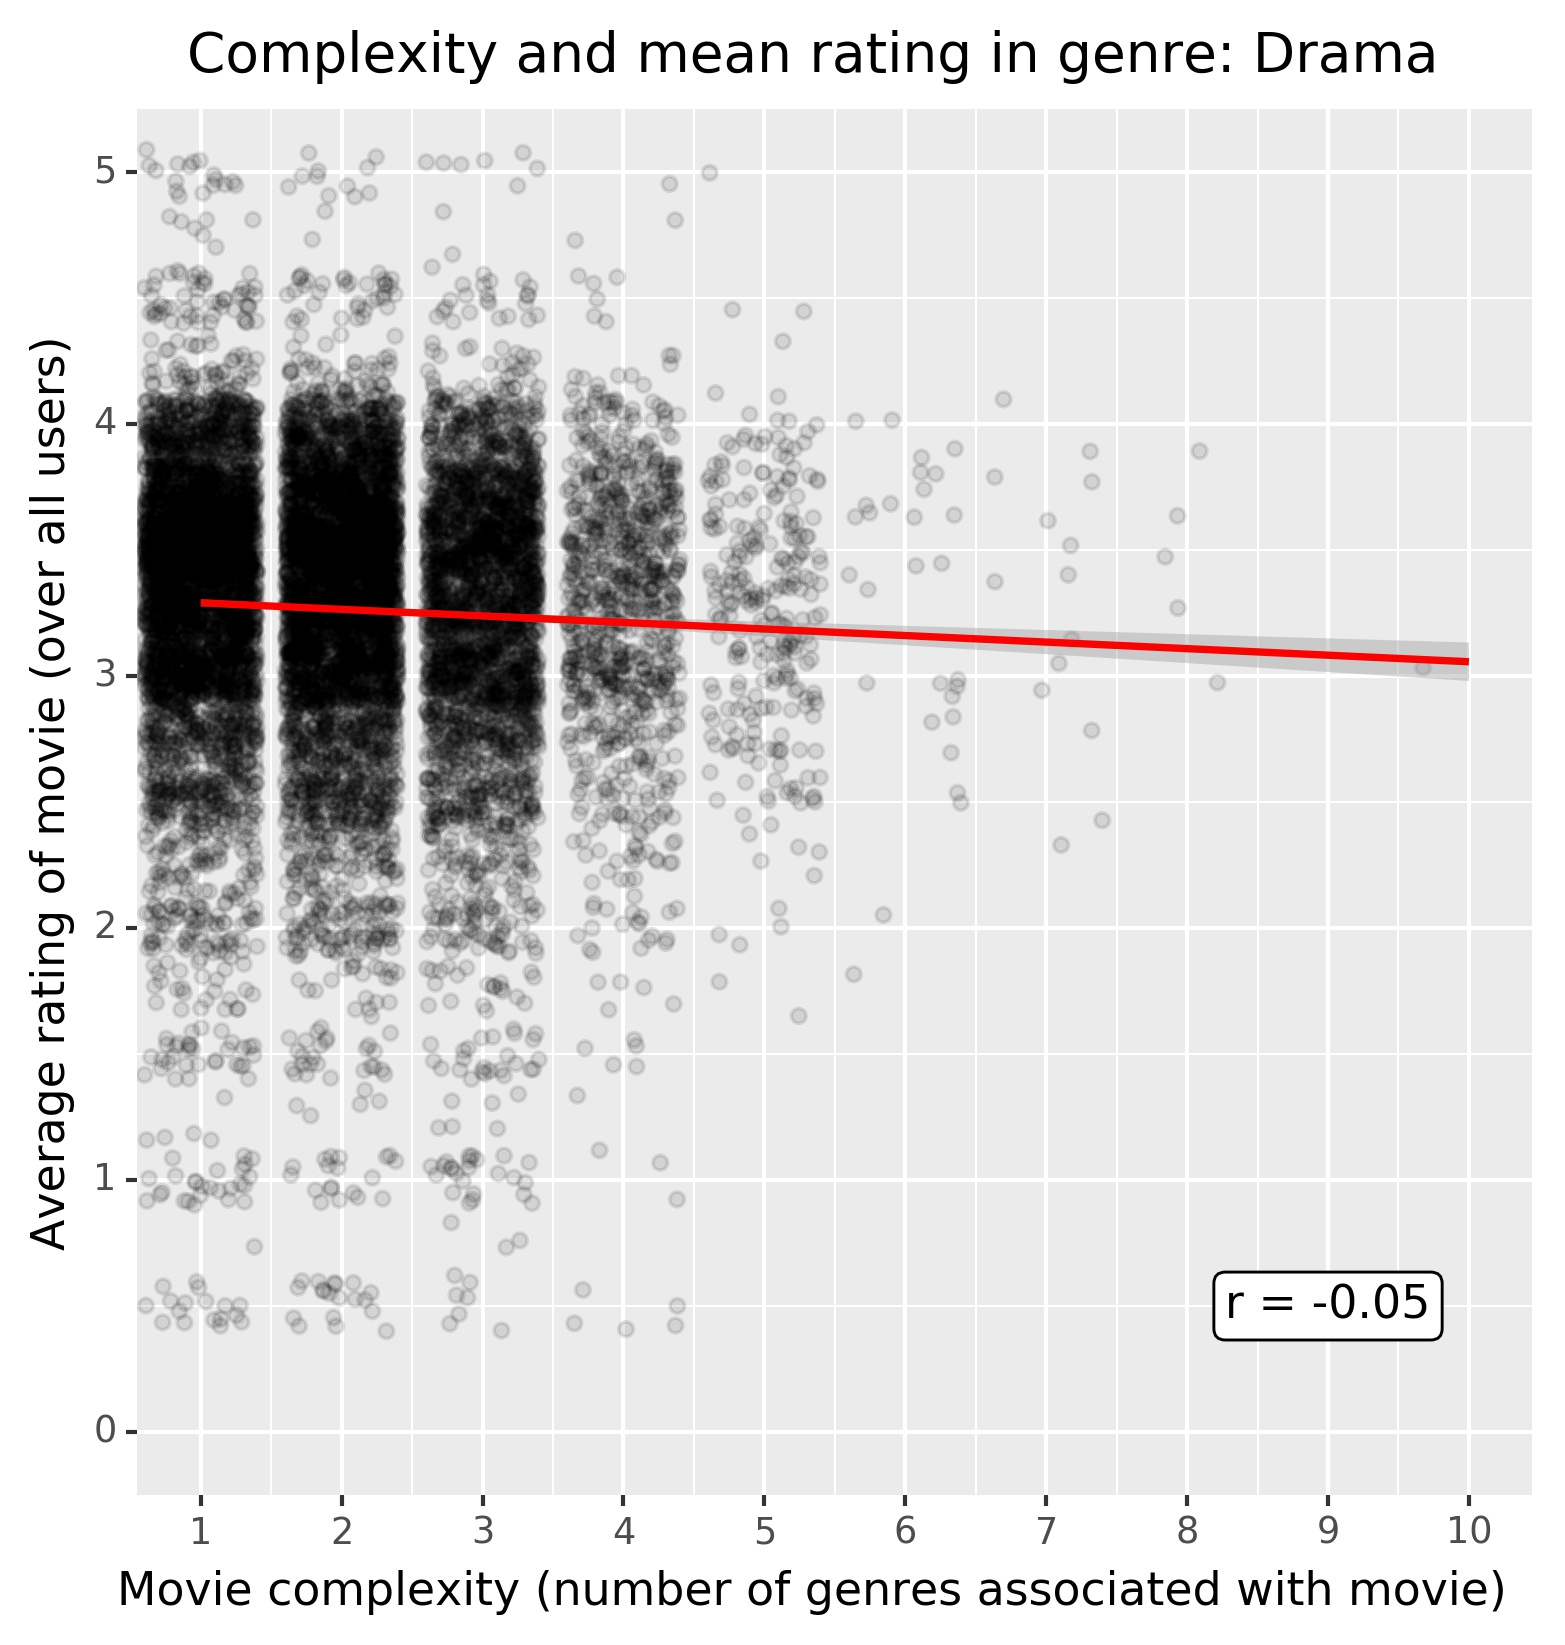 Complexity and mean rating in genre: Drama
Average rating of movie (over all users)
5
4
3
2
1
0
r = -0.05
1 2 3 4 5 6 7 8 9 10
Movie complexity (number of genres associated with movie)